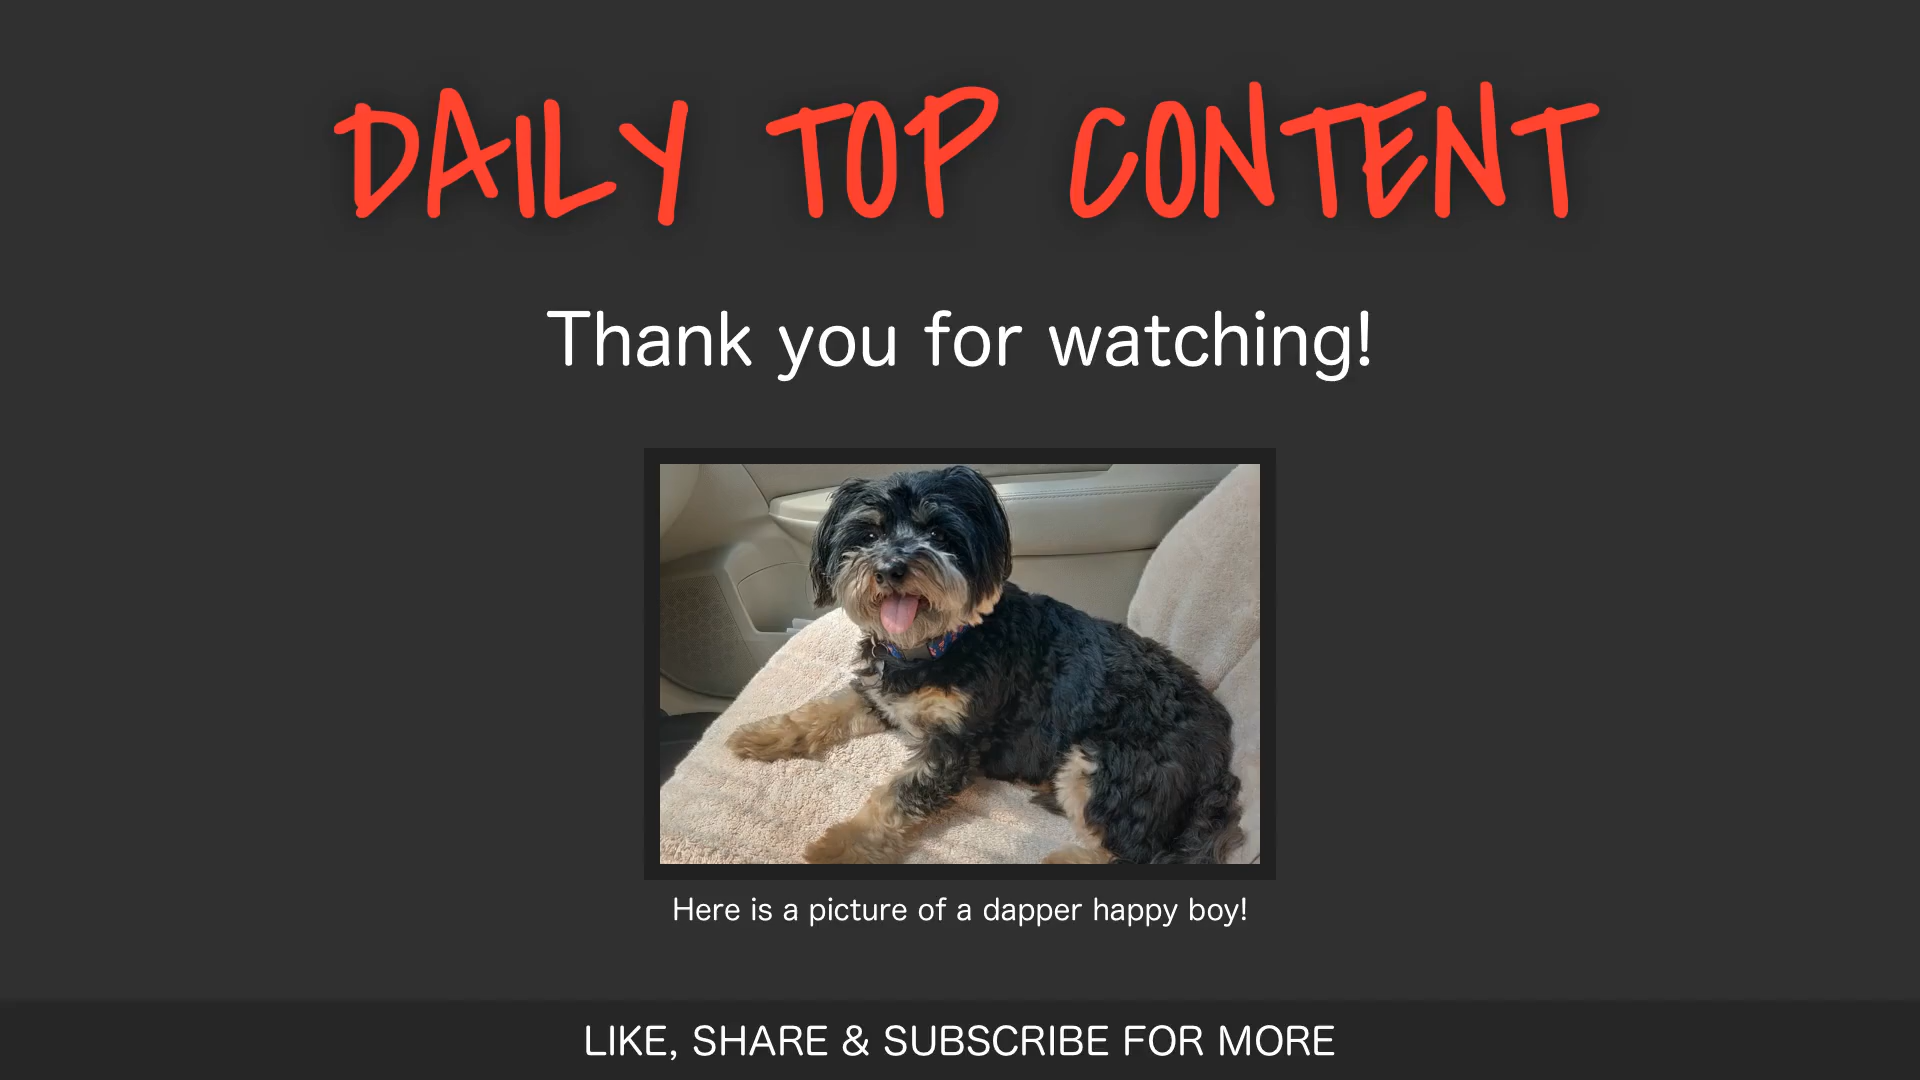 DAILY TOP CONTENT
Thank you for watching!
Here is a picture of a dapper happy boy!
LIKE, SHARE & SUBSCRIBE FOR MORE